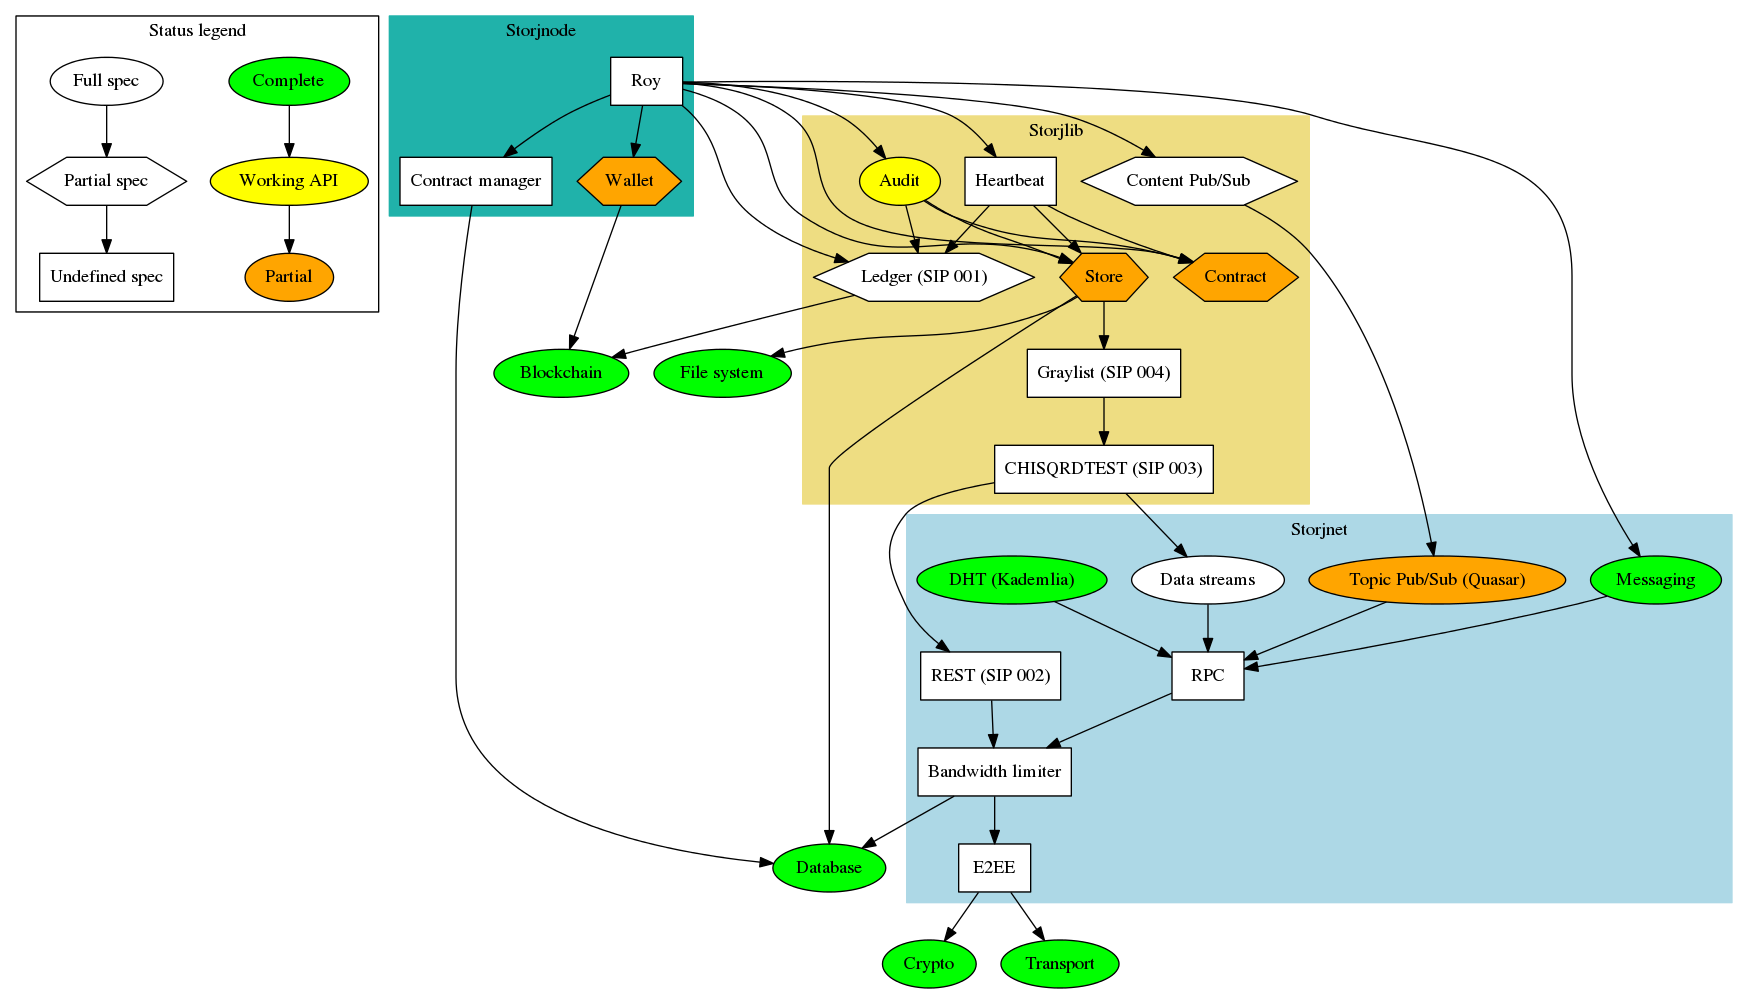 Status legend
Full spec
Complete
Partial spec
Working API
Undefined spec
Partial
Storjnode
Roy
Contract manager
Wallet
Storjlib
Audit
Heartbeat
Content Pub/Sub
Ledger (SIP 001)
Store
Contract
Blockchain
File system
Graylist (SIP 004)
CHISQRDTEST (SIP 003)
Storjnet
DHT (Kademlia)
Data streams
Topic Pub/Sub (Quasar)
Messaging
REST (SIP 002)
RPC
Bandwidth limiter
Database
E2EE
Crypto
Transport